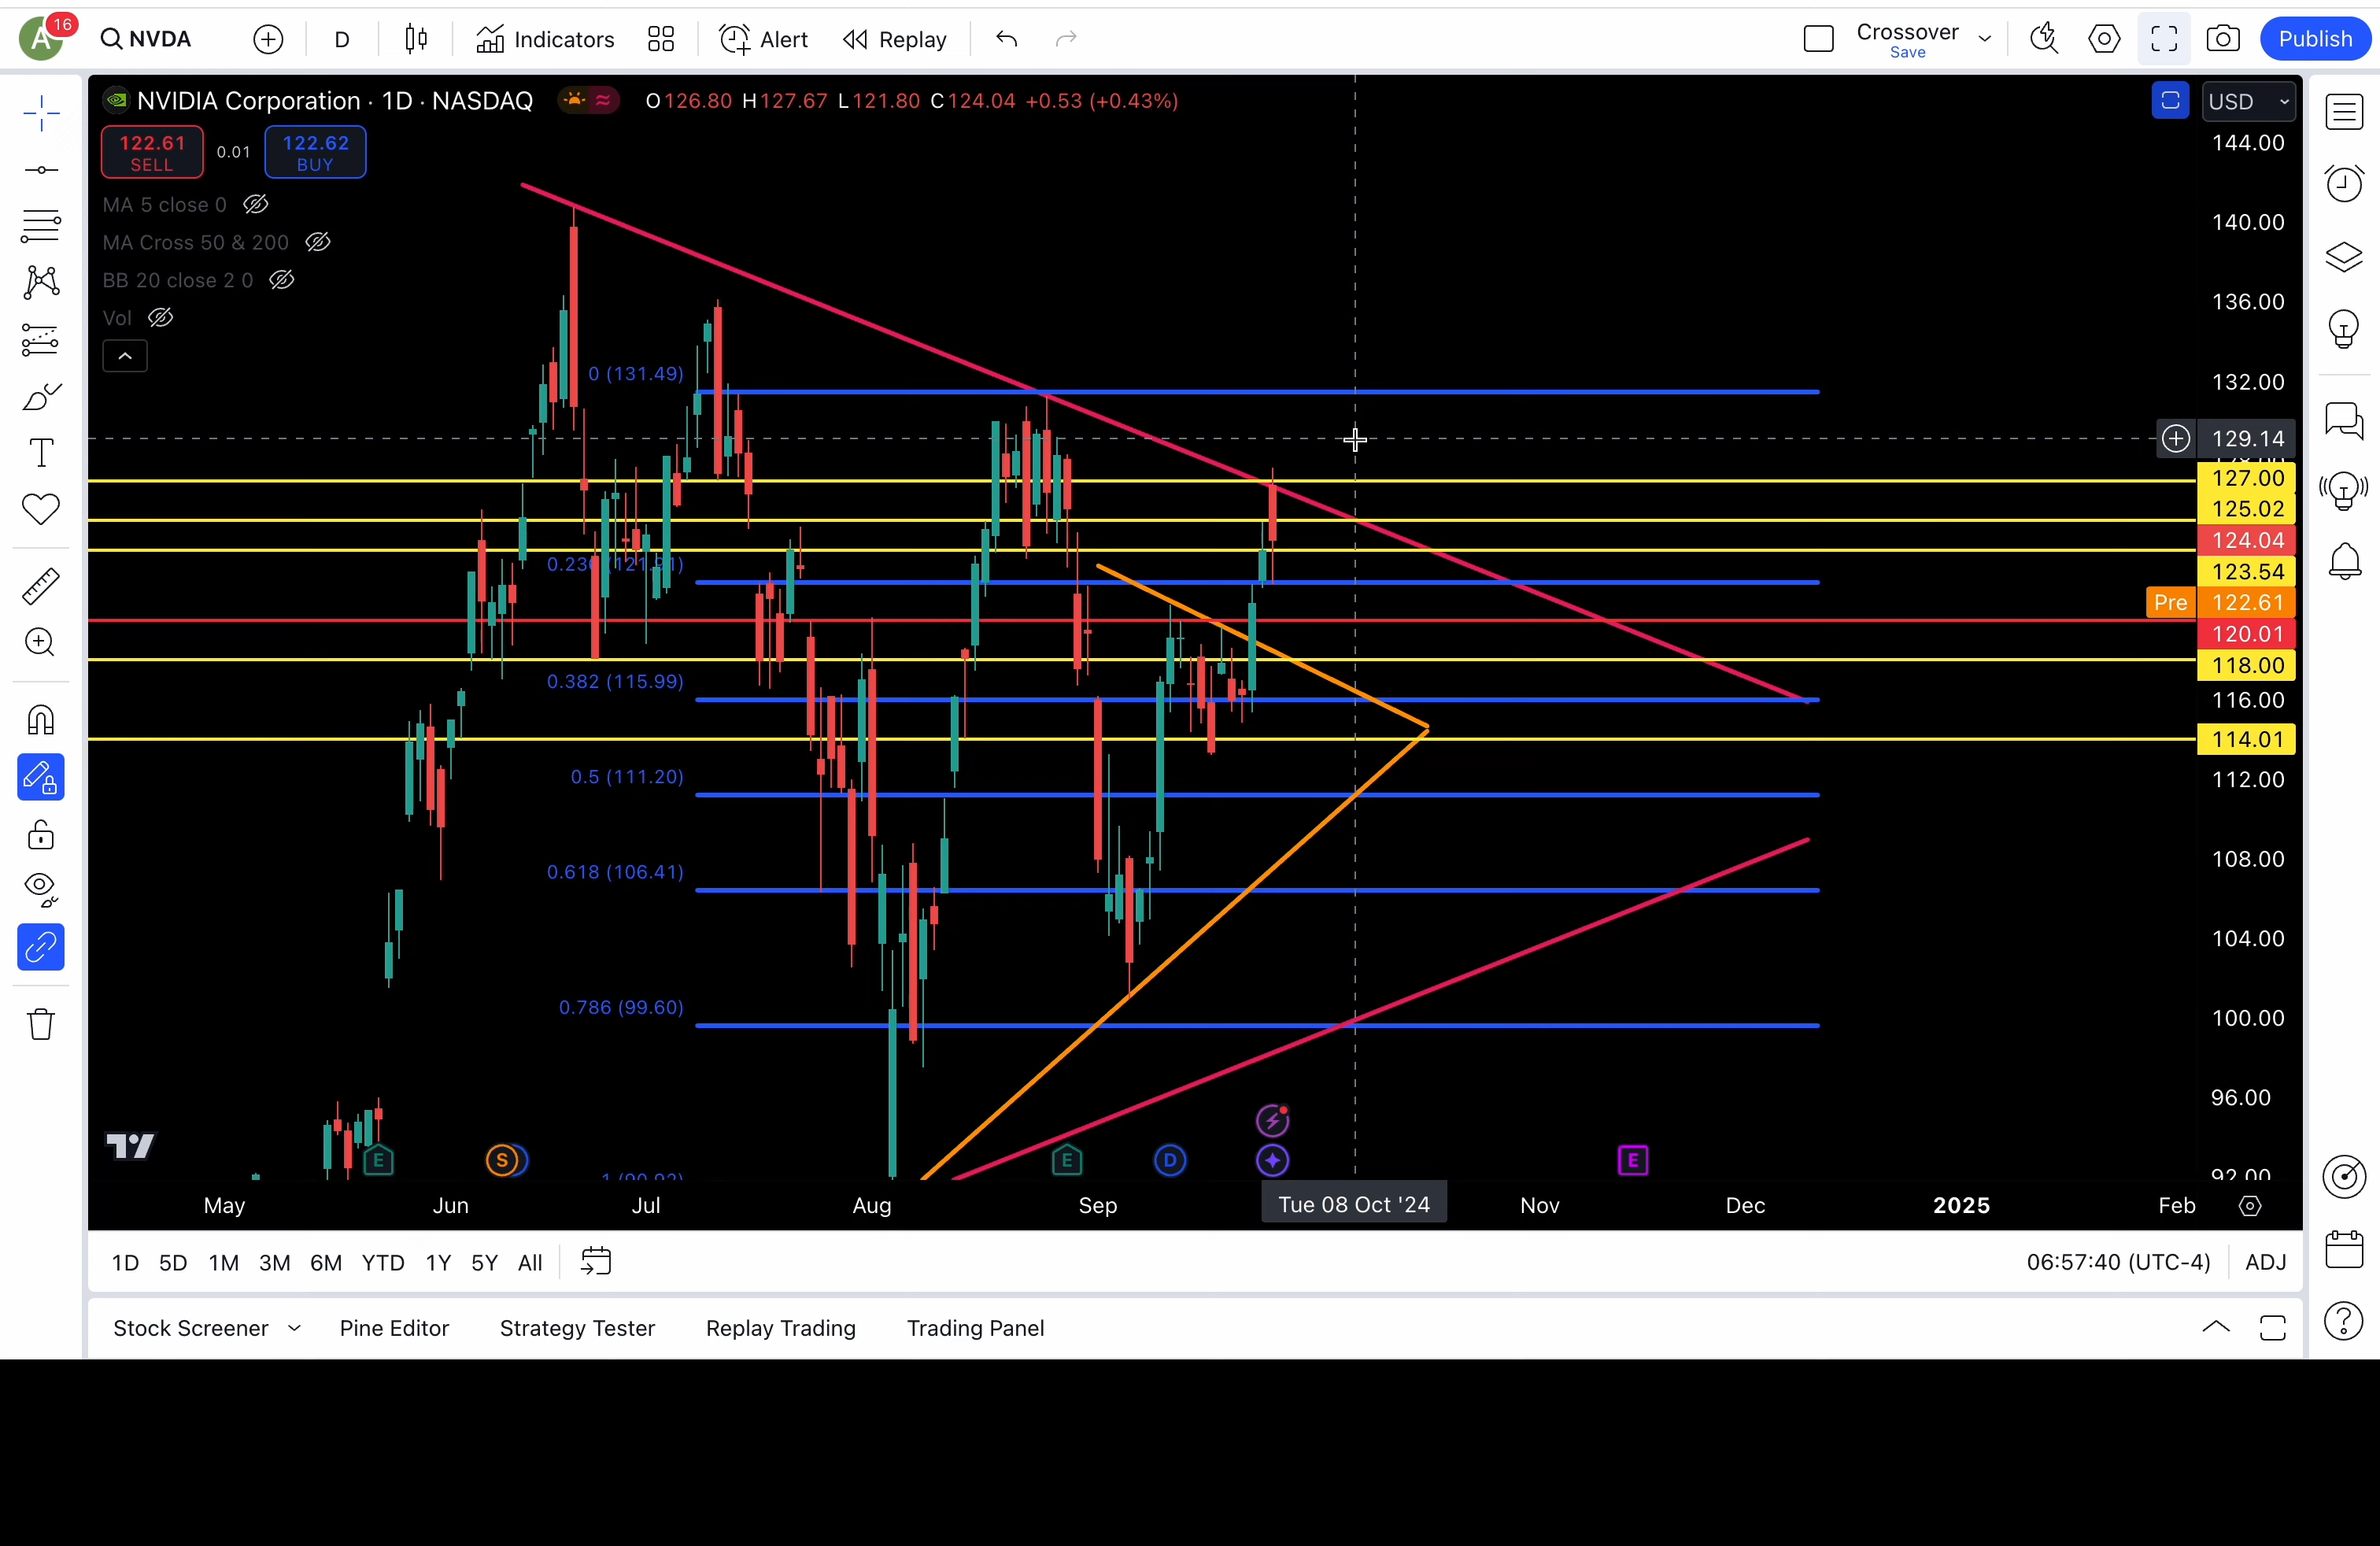 A 16 NVDA D Indicators Alert Replay Crossover Save Publish
NVIDIA Corporation · 1D · NASDAQ O126.80 H127.67 L121.80 C124.04 +0.53 (+0.43%) USD
122.61 SELL 0.01 122.62 BUY
MA 5 close 0
MA Cross 50 & 200
BB 20 close 2 0
Vol
144.00
140.00
136.00
0 (131.49)
132.00
129.14
127.00
125.02
124.04
123.54
Pre 122.61
120.01
118.00
0.382 (115.99)
116.00
114.01
0.5 (111.20)
112.00
0.618 (106.41)
108.00
104.00
0.786 (99.60)
100.00
96.00
E S E D E
1 (90.92)
92.00
May Jun Jul Aug Sep Tue 08 Oct '24 Nov Dec 2025 Feb
1D 5D 1M 3M 6M YTD 1Y 5Y All 06:57:40 (UTC-4) ADJ
Stock Screener Pine Editor Strategy Tester Replay Trading Trading Panel